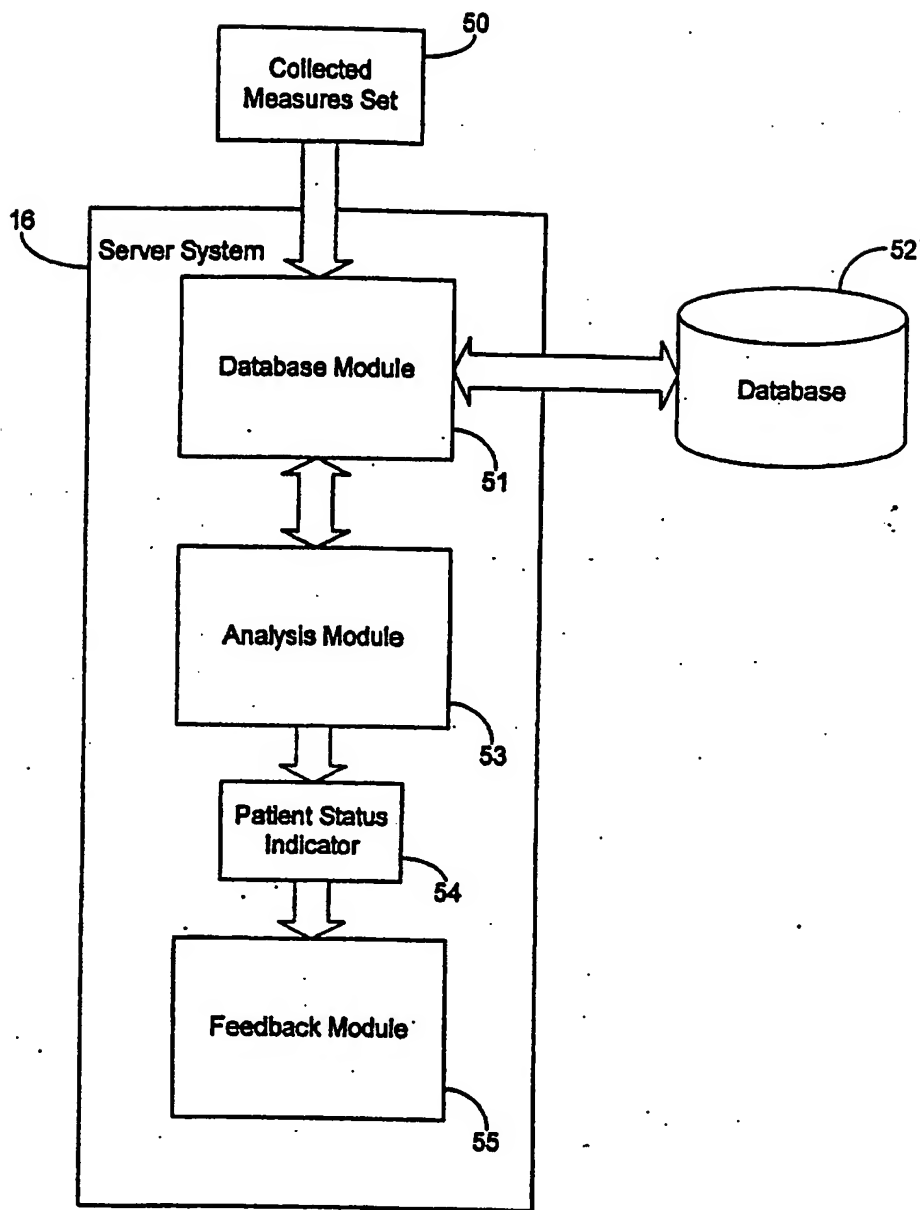 50
Collected
Measures Set
16
Server System
52
Database Module
Database
51
Analysis Module
53
Patient Status
Indicator
54
Feedback Module
55